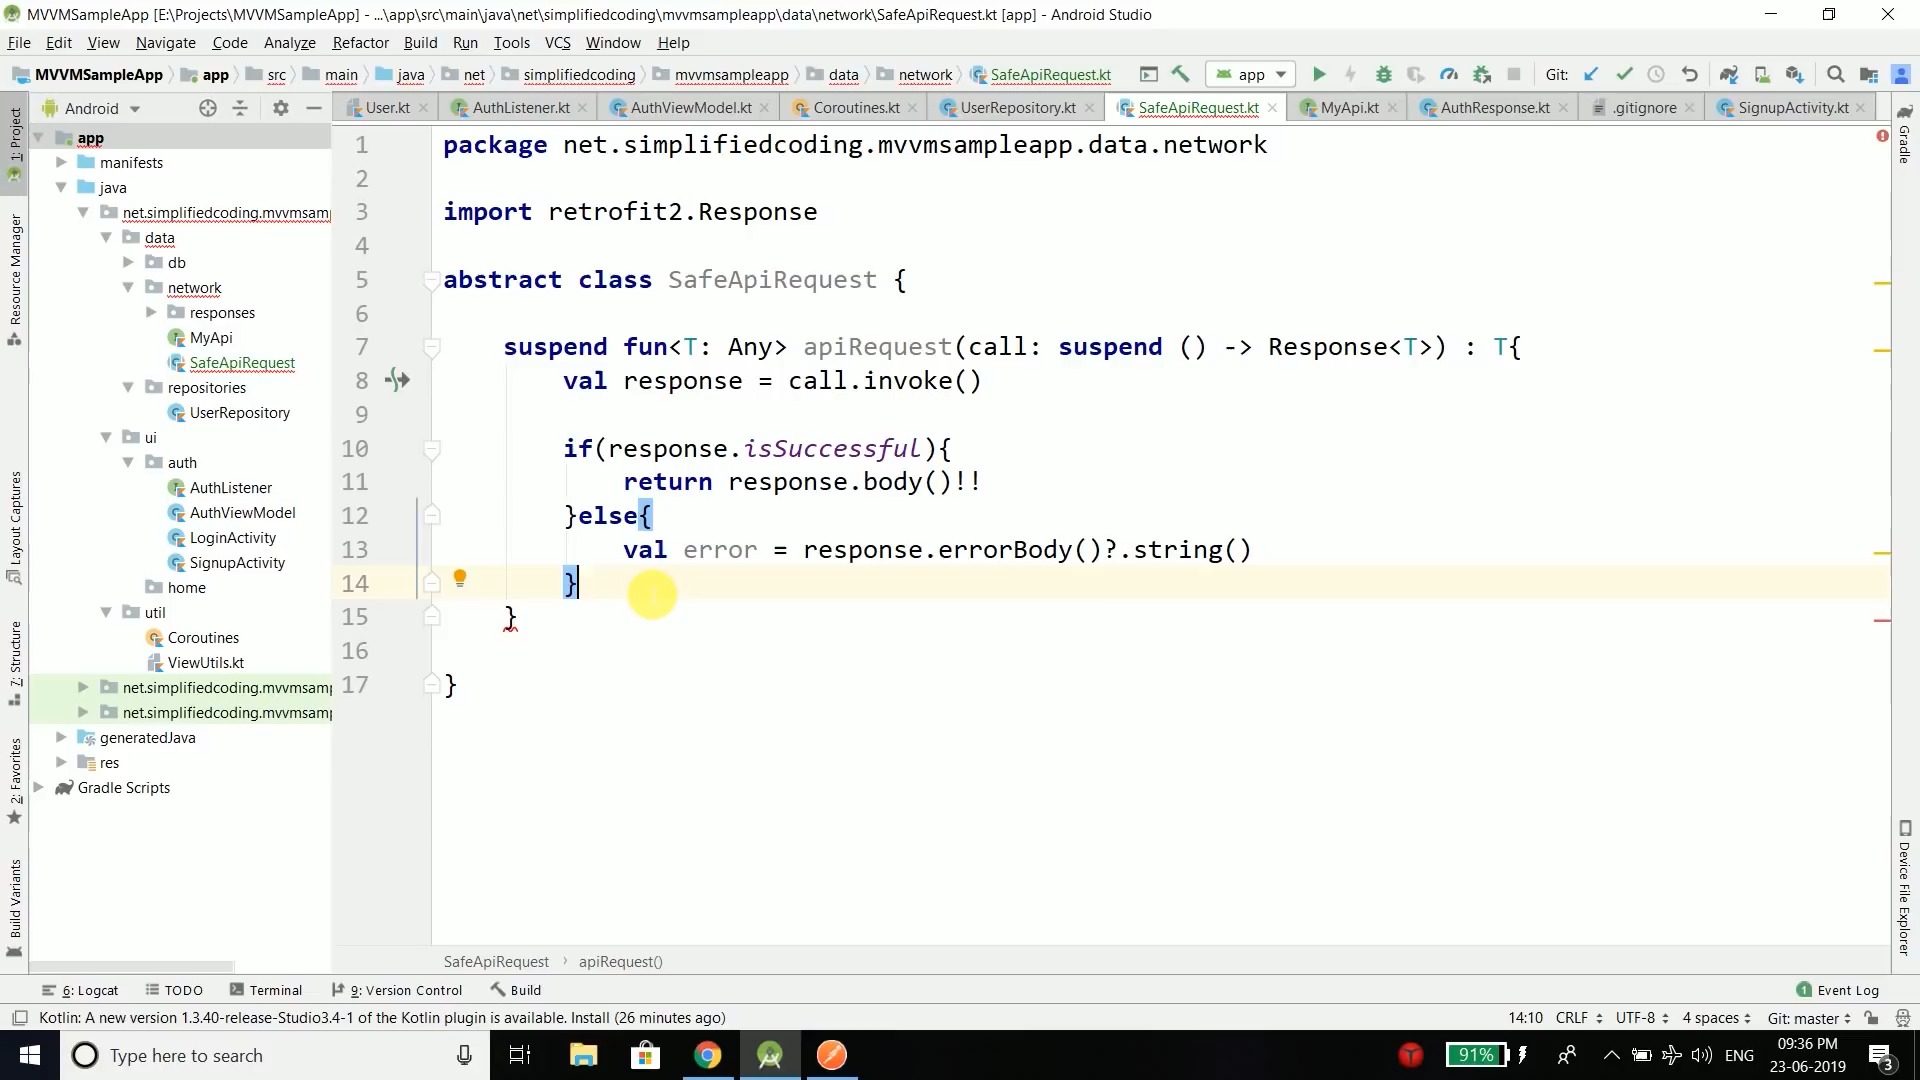 MVVMSampleApp [E:\Projects\MVVMSampleApp] - ...\app\src\main\java\net\simplifiedcoding\mvvmsampleapp\data\network\SafeApiRequest.kt [app] - Android Studio
File Edit View Navigate Code Analyze Refactor Build Run Tools VCS Window Help
MVVMSampleApp app src main java net simplifiedcoding mvvmsampleapp data network SafeApiRequest.kt app Git:
Android User.kt AuthListener.kt AuthViewModel.kt Coroutines.kt UserRepository.kt SafeApiRequest.kt MyApi.kt AuthResponse.kt .gitignore SignupActivity.kt
1: Project
Resource Manager
Layout Captures
7: Structure
2: Favorites
Build Variants
app
manifests
java
net.simplifiedcoding.mvvmsamp
data
db
network
responses
MyApi
SafeApiRequest
repositories
UserRepository
ui
auth
AuthListener
AuthViewModel
LoginActivity
SignupActivity
home
util
Coroutines
ViewUtils.kt
net.simplifiedcoding.mvvmsamp
net.simplifiedcoding.mvvmsamp
generatedJava
res
Gradle Scripts
1 package net.simplifiedcoding.mvvmsampleapp.data.network
2
3 import retrofit2.Response
4
5 abstract class SafeApiRequest {
6
7 suspend fun<T: Any> apiRequest(call: suspend () -> Response<T>) : T{
8 val response = call.invoke()
9
10 if(response.isSuccessful){
11 return response.body()!!
12 }else{
13 val error = response.errorBody()?.string()
14 }
15 }
16
17 }
Gradle
Device File Explorer
SafeApiRequest › apiRequest()
6: Logcat TODO Terminal 9: Version Control Build 1 Event Log
Kotlin: A new version 1.3.40-release-Studio3.4-1 of the Kotlin plugin is available. Install (26 minutes ago) 14:10 CRLF UTF-8 4 spaces Git: master
Type here to search 91% ENG 09:36 PM
23-06-2019 3